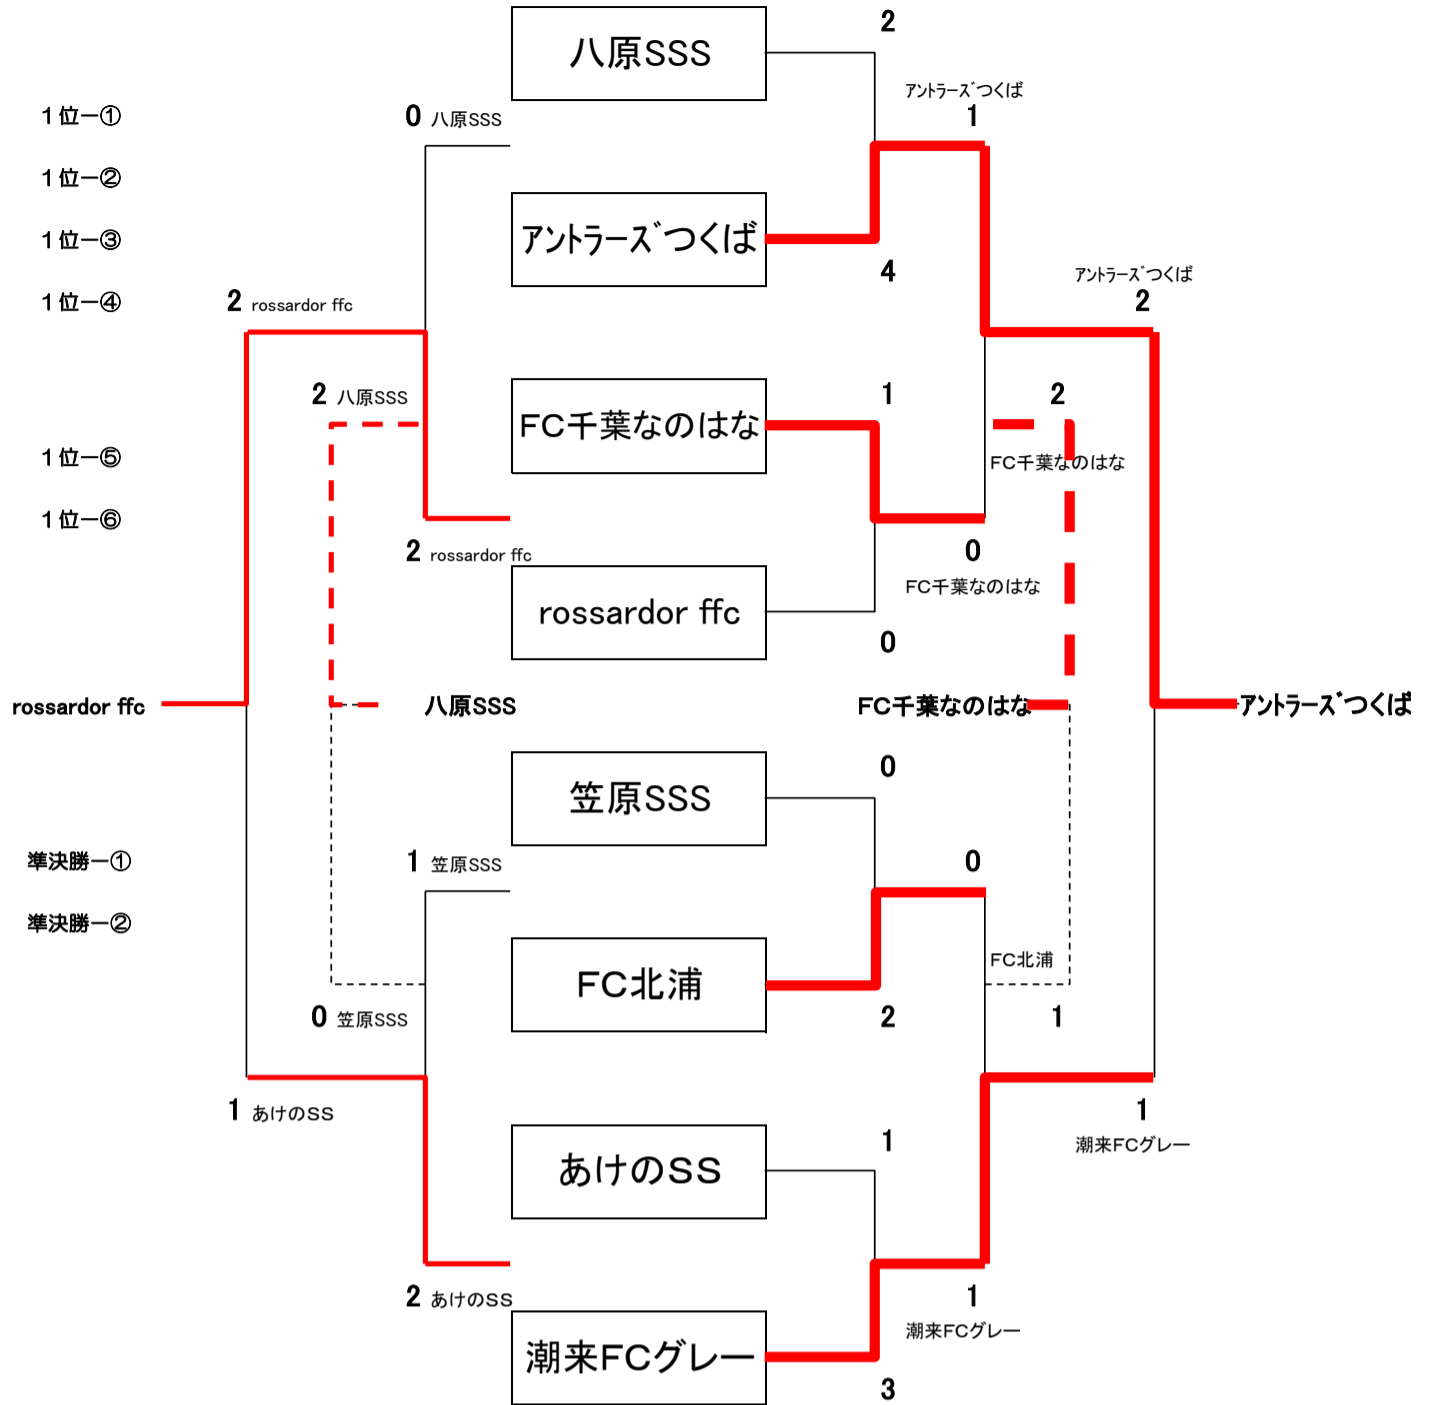 2
八原SSS
アントラーズつくば
1位ー①
0 八原SSS
1
1位ー②
1位ー③
アントラーズつくば
4
アントラーズつくば
1位ー④
2 rossardor ffc
2
2 八原SSS
1
2
FC千葉なのはな
1位ー⑤
FC千葉なのはな
1位ー⑥
2 rossardor ffc
0
FC千葉なのはな
rossardor ffc
0
rossardor ffc
八原SSS
FC千葉なのはな
アントラーズつくば
0
笠原SSS
準決勝ー①
1 笠原SSS
0
準決勝ー②
FC北浦
FC北浦
0 笠原SSS
2
1
1 あけのSS
1
1
潮来FCグレー
あけのSS
2 あけのSS
1
潮来FCグレー
潮来FCグレー
3